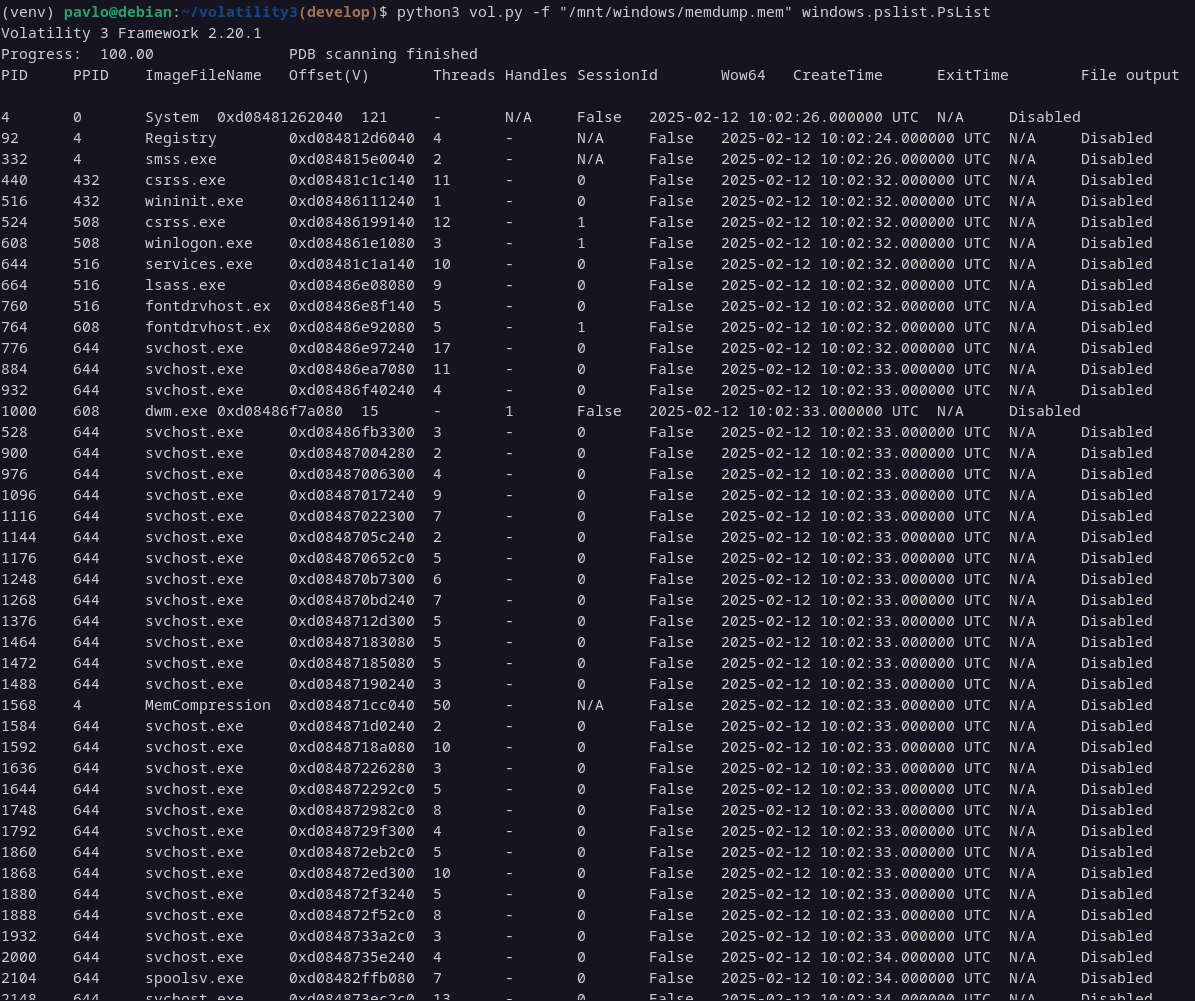 (venv) pavlo@debian:~/volatility3(develop)$ python3 vol.py -f "/mnt/windows/memdump.mem" windows.pslist.PsList
Volatility 3 Framework 2.20.1
Progress:  100.00               PDB scanning finished
PID     PPID    ImageFileName   Offset(V)       Threads Handles SessionId       Wow64   CreateTime      ExitTime        File output
4       0       System  0xd08481262040  121     -       N/A     False   2025-02-12 10:02:26.000000 UTC  N/A     Disabled
92      4       Registry        0xd084812d6040  4       -       N/A     False   2025-02-12 10:02:24.000000 UTC  N/A     Disabled
332     4       smss.exe        0xd084815e0040  2       -       N/A     False   2025-02-12 10:02:26.000000 UTC  N/A     Disabled
440     432     csrss.exe       0xd08481c1c140  11      -       0       False   2025-02-12 10:02:32.000000 UTC  N/A     Disabled
516     432     wininit.exe     0xd08486111240  1       -       0       False   2025-02-12 10:02:32.000000 UTC  N/A     Disabled
524     508     csrss.exe       0xd08486199140  12      -       1       False   2025-02-12 10:02:32.000000 UTC  N/A     Disabled
608     508     winlogon.exe    0xd084861e1080  3       -       1       False   2025-02-12 10:02:32.000000 UTC  N/A     Disabled
644     516     services.exe    0xd08481c1a140  10      -       0       False   2025-02-12 10:02:32.000000 UTC  N/A     Disabled
664     516     lsass.exe       0xd08486e08080  9       -       0       False   2025-02-12 10:02:32.000000 UTC  N/A     Disabled
760     516     fontdrvhost.ex  0xd08486e8f140  5       -       0       False   2025-02-12 10:02:32.000000 UTC  N/A     Disabled
764     608     fontdrvhost.ex  0xd08486e92080  5       -       1       False   2025-02-12 10:02:32.000000 UTC  N/A     Disabled
776     644     svchost.exe     0xd08486e97240  17      -       0       False   2025-02-12 10:02:32.000000 UTC  N/A     Disabled
884     644     svchost.exe     0xd08486ea7080  11      -       0       False   2025-02-12 10:02:33.000000 UTC  N/A     Disabled
932     644     svchost.exe     0xd08486f40240  4       -       0       False   2025-02-12 10:02:33.000000 UTC  N/A     Disabled
1000    608     dwm.exe 0xd08486f7a080  15      -       1       False   2025-02-12 10:02:33.000000 UTC  N/A     Disabled
528     644     svchost.exe     0xd08486fb3300  3       -       0       False   2025-02-12 10:02:33.000000 UTC  N/A     Disabled
900     644     svchost.exe     0xd08487004280  2       -       0       False   2025-02-12 10:02:33.000000 UTC  N/A     Disabled
976     644     svchost.exe     0xd08487006300  4       -       0       False   2025-02-12 10:02:33.000000 UTC  N/A     Disabled
1096    644     svchost.exe     0xd08487017240  9       -       0       False   2025-02-12 10:02:33.000000 UTC  N/A     Disabled
1116    644     svchost.exe     0xd08487022300  7       -       0       False   2025-02-12 10:02:33.000000 UTC  N/A     Disabled
1144    644     svchost.exe     0xd0848705c240  2       -       0       False   2025-02-12 10:02:33.000000 UTC  N/A     Disabled
1176    644     svchost.exe     0xd084870652c0  5       -       0       False   2025-02-12 10:02:33.000000 UTC  N/A     Disabled
1248    644     svchost.exe     0xd084870b7300  6       -       0       False   2025-02-12 10:02:33.000000 UTC  N/A     Disabled
1268    644     svchost.exe     0xd084870bd240  7       -       0       False   2025-02-12 10:02:33.000000 UTC  N/A     Disabled
1376    644     svchost.exe     0xd0848712d300  5       -       0       False   2025-02-12 10:02:33.000000 UTC  N/A     Disabled
1464    644     svchost.exe     0xd08487183080  5       -       0       False   2025-02-12 10:02:33.000000 UTC  N/A     Disabled
1472    644     svchost.exe     0xd08487185080  5       -       0       False   2025-02-12 10:02:33.000000 UTC  N/A     Disabled
1488    644     svchost.exe     0xd08487190240  3       -       0       False   2025-02-12 10:02:33.000000 UTC  N/A     Disabled
1568    4       MemCompression  0xd084871cc040  50      -       N/A     False   2025-02-12 10:02:33.000000 UTC  N/A     Disabled
1584    644     svchost.exe     0xd084871d0240  2       -       0       False   2025-02-12 10:02:33.000000 UTC  N/A     Disabled
1592    644     svchost.exe     0xd0848718a080  10      -       0       False   2025-02-12 10:02:33.000000 UTC  N/A     Disabled
1636    644     svchost.exe     0xd08487226280  3       -       0       False   2025-02-12 10:02:33.000000 UTC  N/A     Disabled
1644    644     svchost.exe     0xd084872292c0  5       -       0       False   2025-02-12 10:02:33.000000 UTC  N/A     Disabled
1748    644     svchost.exe     0xd084872982c0  8       -       0       False   2025-02-12 10:02:33.000000 UTC  N/A     Disabled
1792    644     svchost.exe     0xd0848729f300  4       -       0       False   2025-02-12 10:02:33.000000 UTC  N/A     Disabled
1860    644     svchost.exe     0xd084872eb2c0  5       -       0       False   2025-02-12 10:02:33.000000 UTC  N/A     Disabled
1868    644     svchost.exe     0xd084872ed300  10      -       0       False   2025-02-12 10:02:33.000000 UTC  N/A     Disabled
1880    644     svchost.exe     0xd084872f3240  5       -       0       False   2025-02-12 10:02:33.000000 UTC  N/A     Disabled
1888    644     svchost.exe     0xd084872f52c0  8       -       0       False   2025-02-12 10:02:33.000000 UTC  N/A     Disabled
1932    644     svchost.exe     0xd0848733a2c0  3       -       0       False   2025-02-12 10:02:33.000000 UTC  N/A     Disabled
2000    644     svchost.exe     0xd0848735e240  4       -       0       False   2025-02-12 10:02:34.000000 UTC  N/A     Disabled
2104    644     spoolsv.exe     0xd08482ffb080  7       -       0       False   2025-02-12 10:02:34.000000 UTC  N/A     Disabled
2148    644     svchost.exe     0xd084873ec2c0  13      -       0       False   2025-02-12 10:02:34.000000 UTC  N/A     Disabled